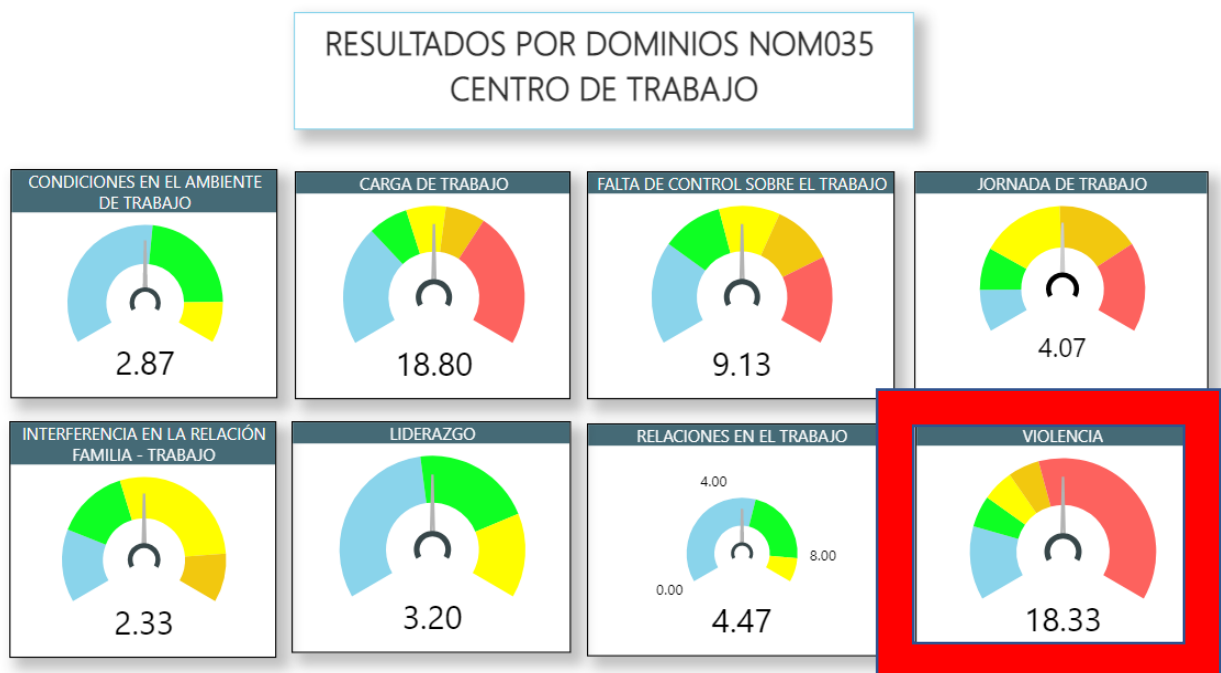 RESULTADOS POR DOMINIOS NOM035
CENTRO DE TRABAJO
CONDICIONES EN EL AMBIENTE
DE TRABAJO
2.87
CARGA DE TRABAJO
18.80
FALTA DE CONTROL SOBRE EL TRABAJO
9.13
JORNADA DE TRABAJO
4.07
INTERFERENCIA EN LA RELACIÓN
FAMILIA - TRABAJO
2.33
LIDERAZGO
3.20
RELACIONES EN EL TRABAJO
4.00
8.00
0.00
4.47
VIOLENCIA
18.33